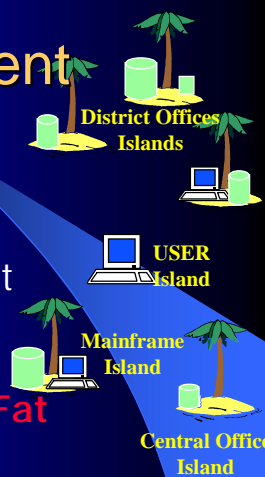 ent
District Offices
Islands
USER
Island
t
Mainframe
Island
Fat
Central Office
Island